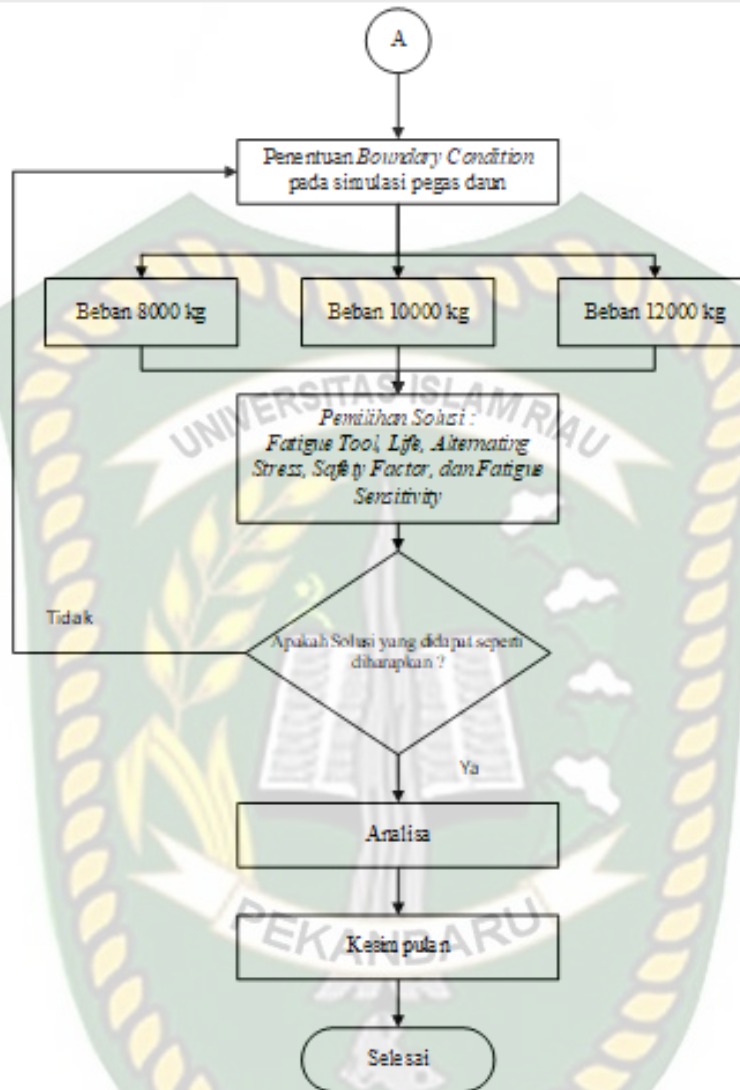 A
Penentuan Boundary Condition
pada simulasi pegas daun
Beban 8000 kg
Beban 10000 kg
Beban 12000 kg
UNIVERSITAS ISLAM RIAU
Pemilihan Solusi :
Fatigue Tool, Life, Alternating
Stress, Safety Factor, dan Fatigue
Sensitivity
Tidak
Apakah Solusi yang didapat seperti
diharapkan ?
Ya
Analisa
PEKANBARU
Kesimpulan
Selesai